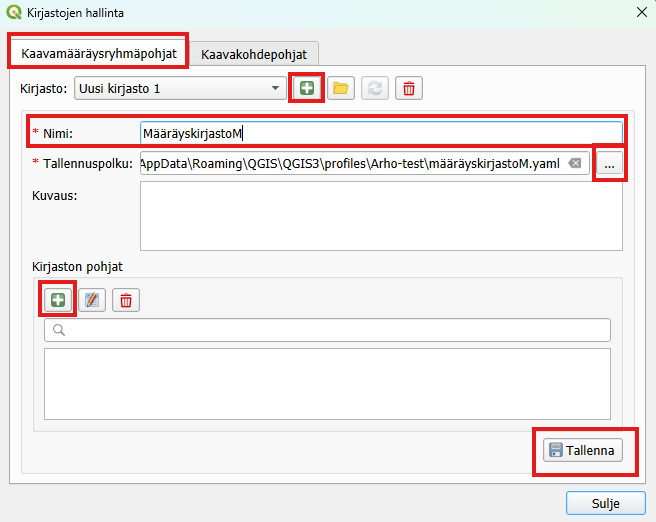 Kirjastojen hallinta
Kaavamääräysryhmäpohjat
Kaavakohdepohjat
Kirjasto: Uusi kirjasto 1
* Nimi: MääräyskirjastoM
* Tallennuspolku: AppData\Roaming\QGIS\QGIS3\profiles\Arho-test\määräyskirjastoM.yaml ...
Kuvaus:
Kirjaston pohjat
Tallenna
Sulje